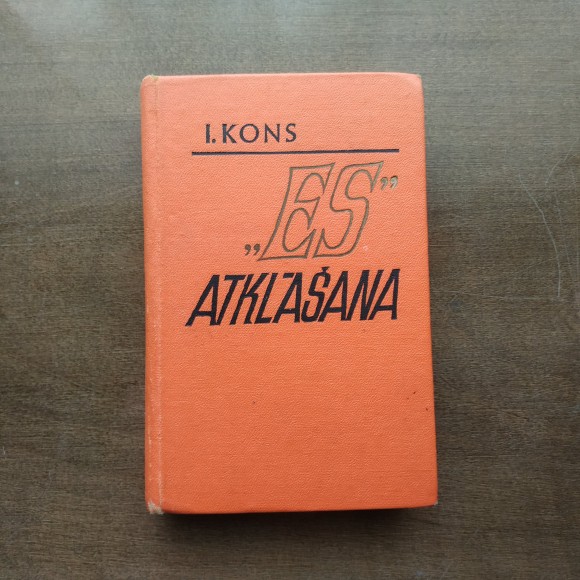 I. KONS
„ES”
ATKLĀŠANA